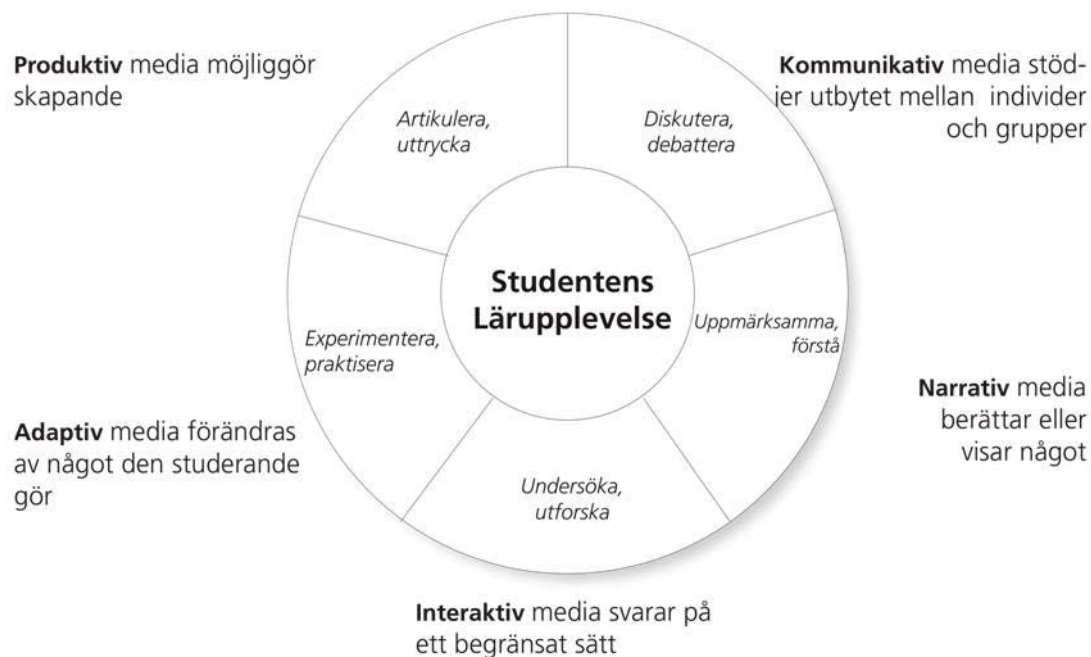 Produktiv media möjliggör
skapande
Kommunikativ media stöd-
jer utbytet mellan individer
och grupper
Artikulera,
uttrycka
Diskutera,
debattera
Studentens
Lärupplevelse
Experimentera,
praktisera
Uppmärksamma,
förstå
Narrativ media
berättar eller
visar något
Adaptiv media förändras
av något den studerande
gör
Undersöka,
utforska
Interaktiv media svarar på
ett begränsat sätt